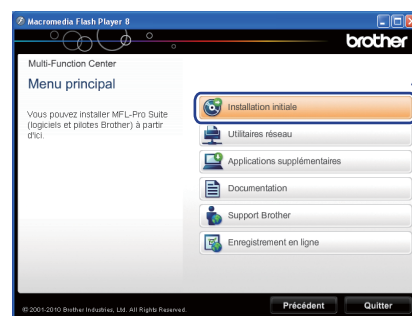 Macromedia Flash Player 8
brother
Multi-Function Center
Menu principal
Vous pouvez installer MFL-Pro Suite
(logiciels et pilotes Brother) à partir
d'ici.
Installation initiale
Utilitaires réseau
Applications supplémentaires
Documentation
Support Brother
Enregistrement en ligne
© 2001-2010 Brother Industries, Ltd. All Rights Reserved.
Précédent
Quitter